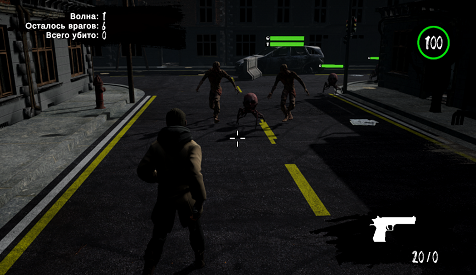 Волна: 1
Осталось врагов: 6
Всего убито: 0
100
20/0